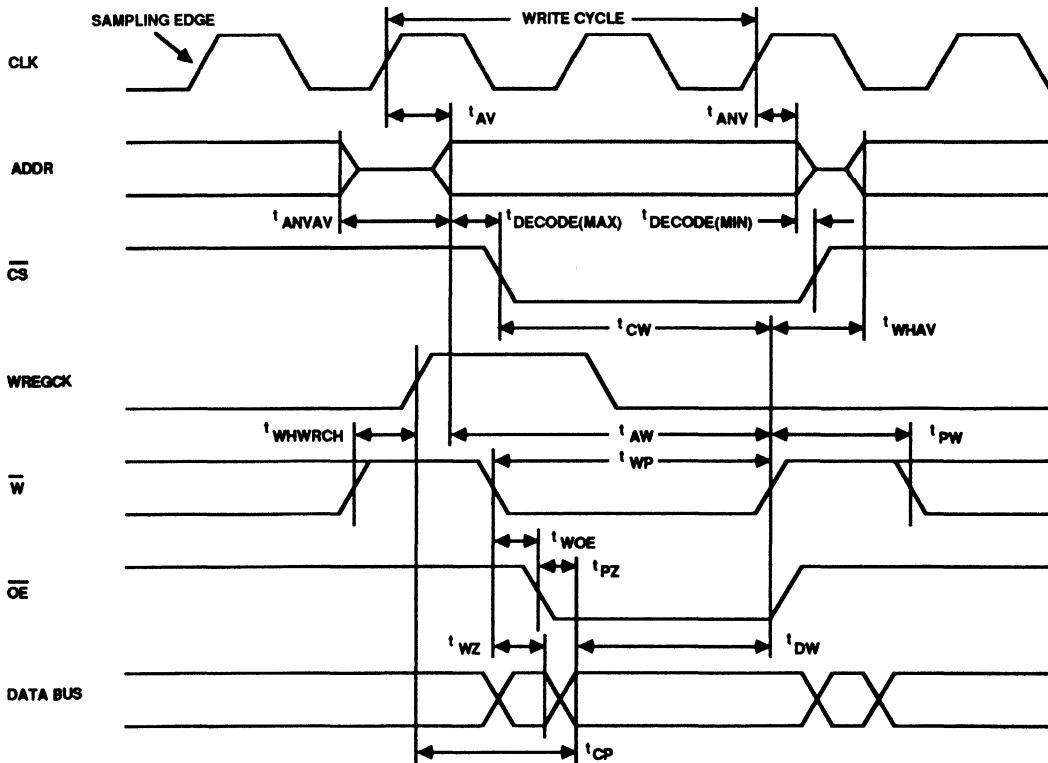 WRITE CYCLE
SAMPLING EDGE
CLK
t AV
t ANV
ADDR
t ANVAV
t DECODE(MAX)
t DECODE(MIN)
CS
t CW
t WHAV
WREGCK
t WHWRCH
t AW
t PW
t WP
W
t WOE
t PZ
OE
t WZ
t DW
DATA BUS
t CP